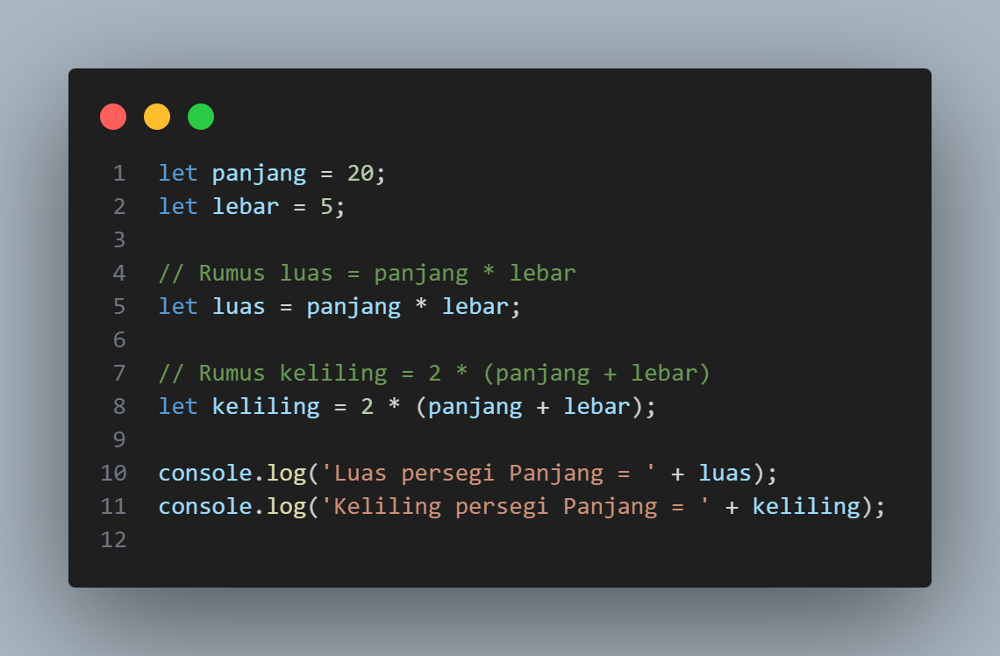 1 let panjang = 20;
2 let lebar = 5;
3
4 // Rumus luas = panjang * lebar
5 let luas = panjang * lebar;
6
7 // Rumus keliling = 2 * (panjang + lebar)
8 let keliling = 2 * (panjang + lebar);
9
10 console.log('Luas persegi Panjang = ' + luas);
11 console.log('Keliling persegi Panjang = ' + keliling);
12